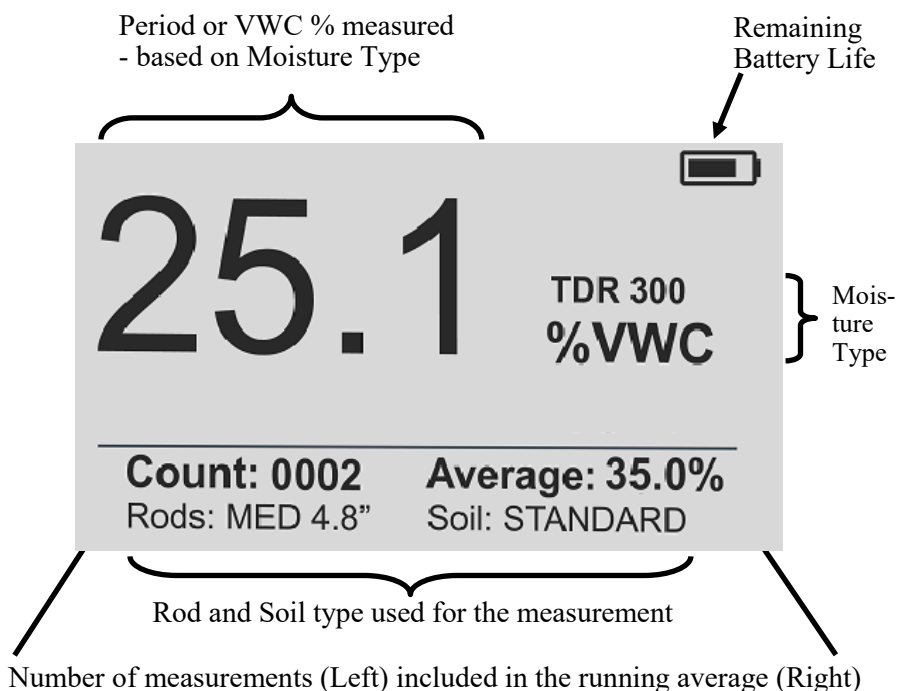 Period or VWC % measured
- based on Moisture Type
Remaining
Battery Life
25.1
TDR 300
%VWC
Mois-
ture
Type
Count: 0002 Average: 35.0%
Rods: MED 4.8” Soil: STANDARD
Rod and Soil type used for the measurement
Number of measurements (Left) included in the running average (Right)